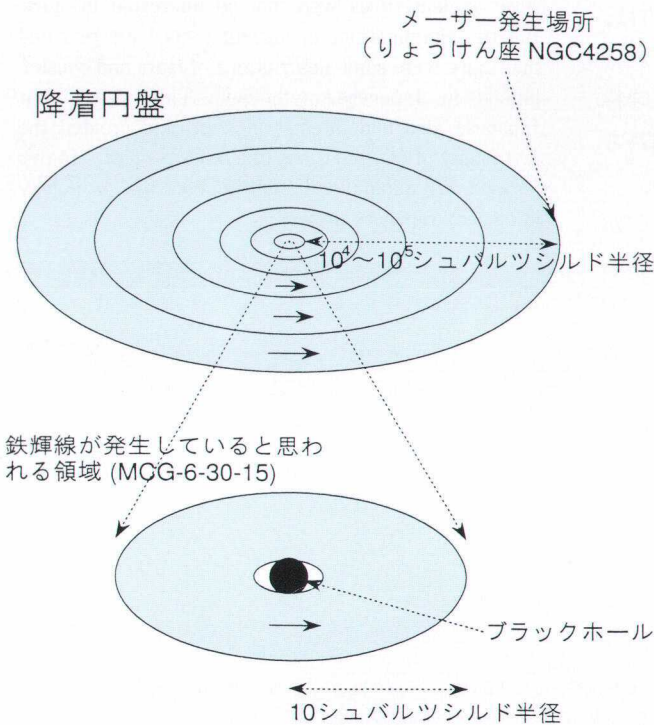 メーザー発生場所
（りょうけん座 NGC4258）
降着円盤
10⁴～10⁵シュバルツシルド半径
鉄輝線が発生していると思わ
れる領域 (MCG-6-30-15)
ブラックホール
10シュバルツシルド半径